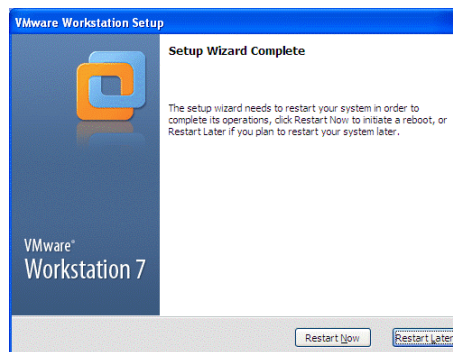 VMware Workstation Setup
Setup Wizard Complete
The setup wizard needs to restart your system in order to
complete its operations, click Restart Now to initiate a reboot, or
Restart Later if you plan to restart your system later.
VMware®
Workstation 7
Restart Now
Restart Later